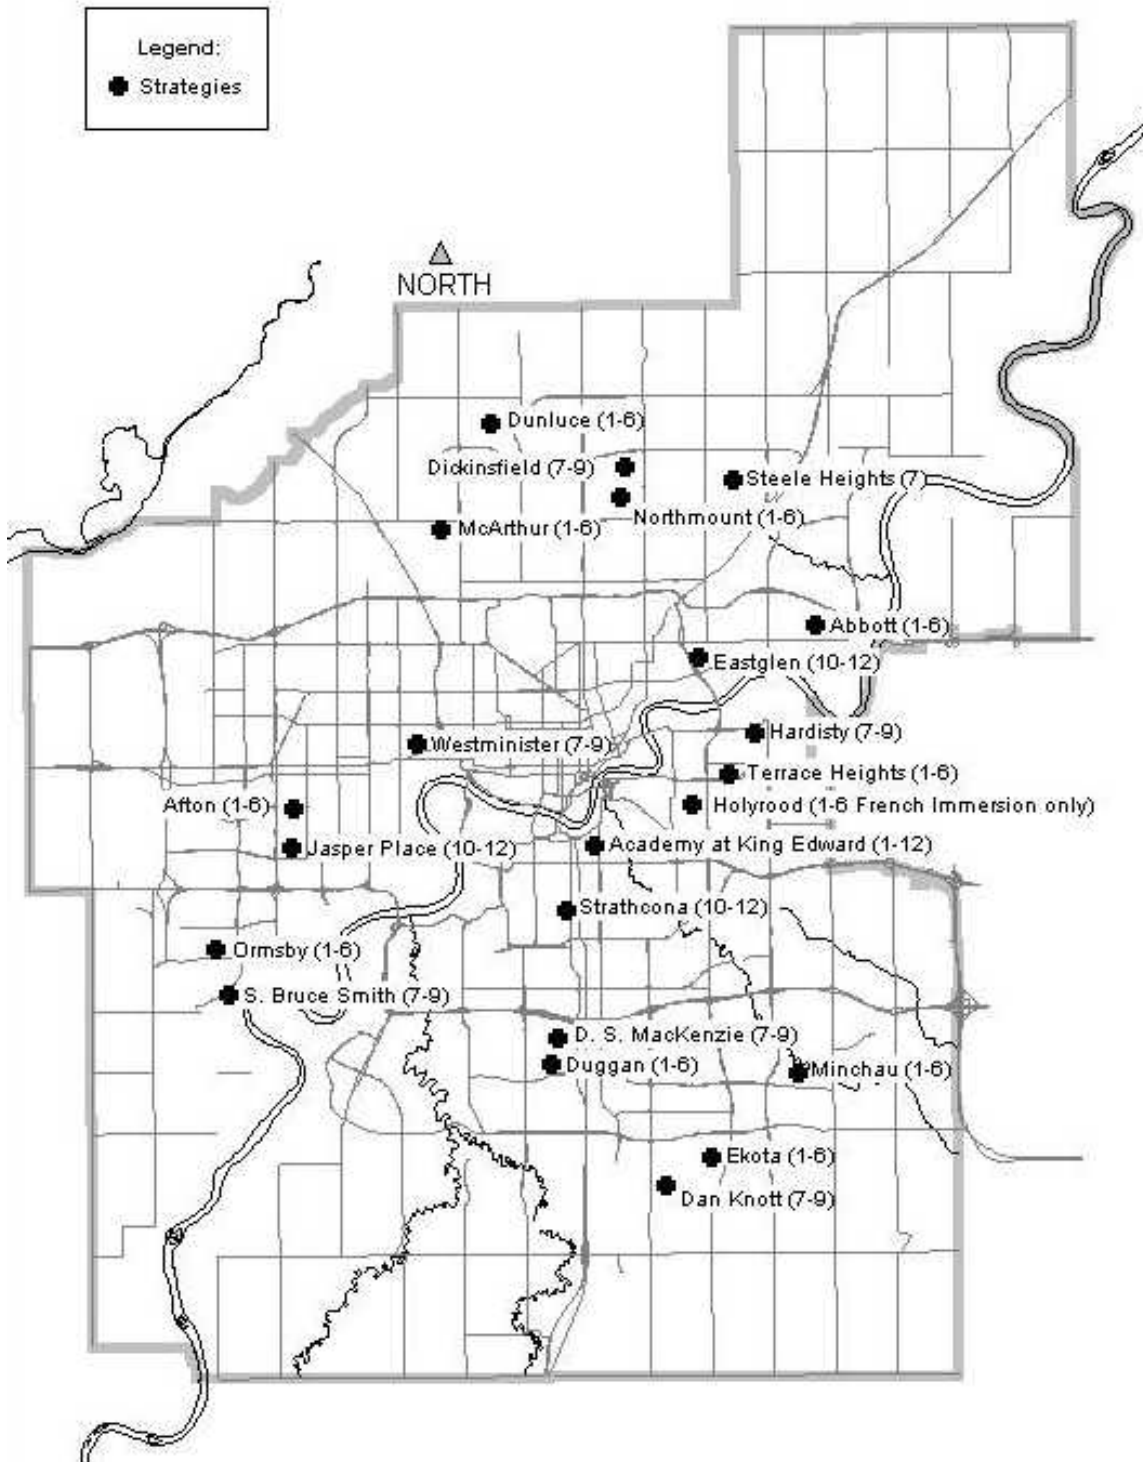 Legend:
Strategies
NORTH
Dunluce (1-6)
Dickinsfield (7-9)
Steele Heights (7)
Northmount (1-6)
McArthur (1-6)
Abbott (1-6)
Eastglen (10-12)
Hardisty (7-9)
Westminister (7-9)
Terrace Heights (1-6)
Afton (1-6)
Holyrood (1-6 French Immersion only)
Jasper Place (10-12)
Academy at King Edward (1-12)
Strathcona (10-12)
Ormsby (1-6)
S. Bruce Smith (7-9)
D. S. MacKenzie (7-9)
Duggan (1-6)
Minchau (1-6)
Ekota (1-6)
Dan Knott (7-9)